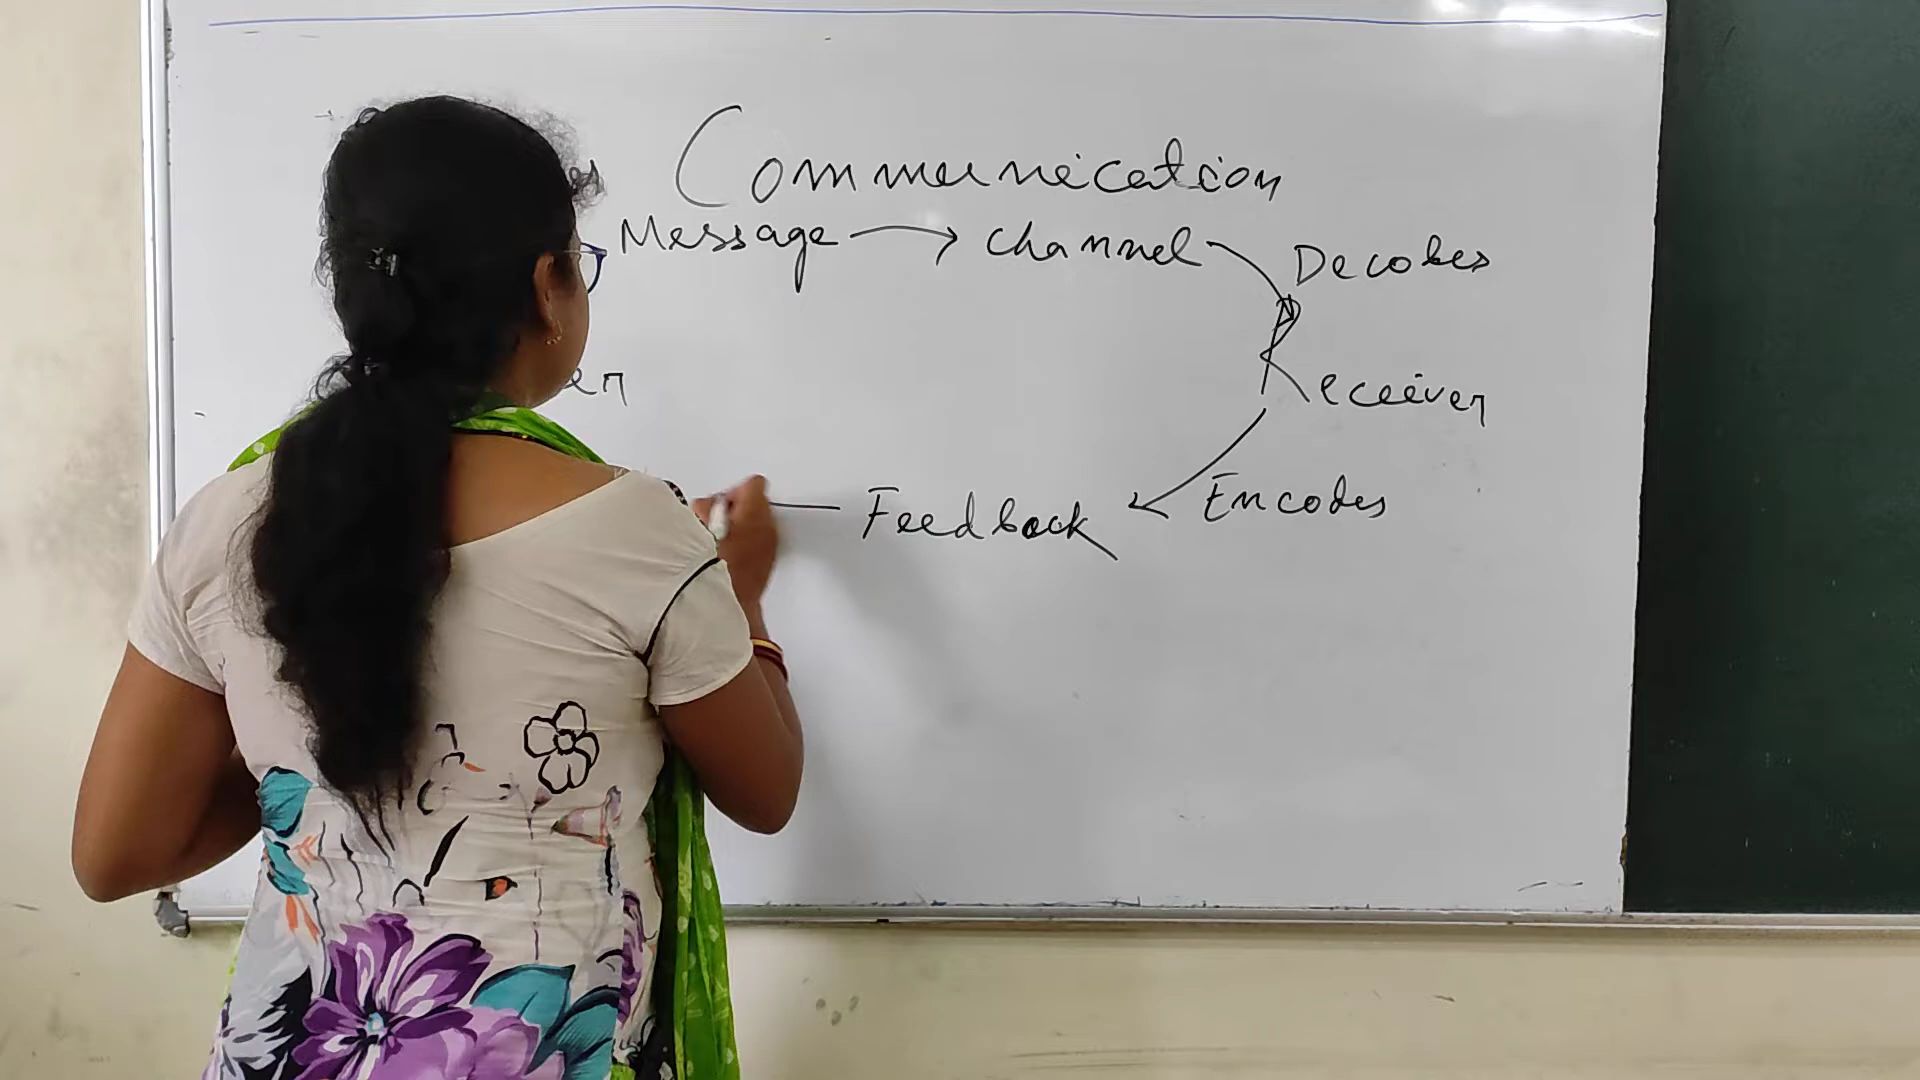 Communication
Message → Channel
Decodes
Receiver
Feedback ← Encodes